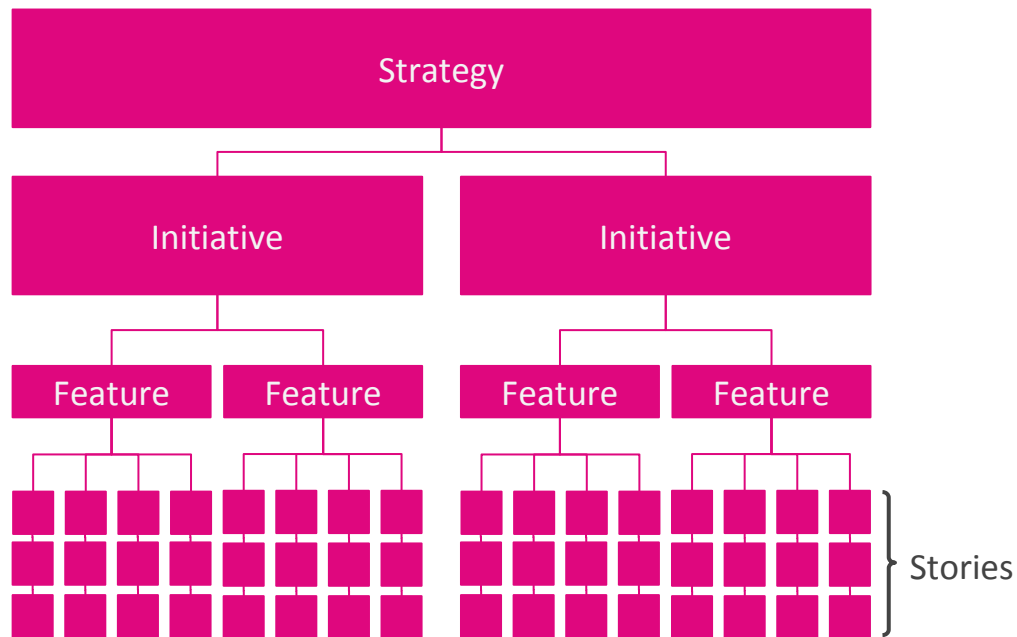 Strategy
Initiative
Initiative
Feature
Feature
Feature
Feature
Stories